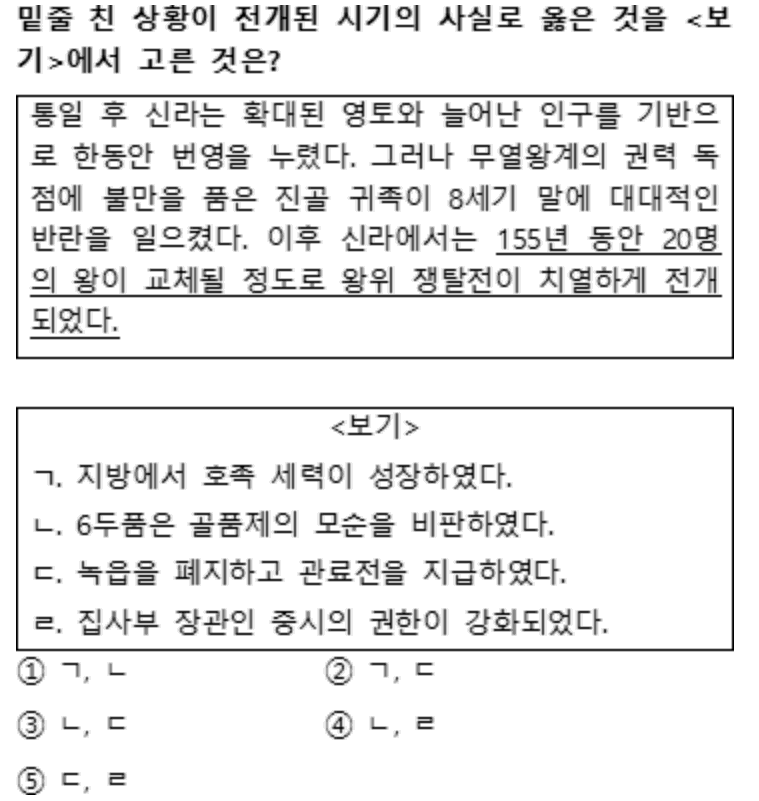 밑줄 친 상황이 전개된 시기의 사실로 옳은 것을 <보
기>에서 고른 것은?
통일 후 신라는 확대된 영토와 늘어난 인구를 기반으
로 한동안 번영을 누렸다. 그러나 무열왕계의 권력 독
점에 불만을 품은 진골 귀족이 8세기 말에 대대적인
반란을 일으켰다. 이후 신라에서는 155년 동안 20명
의 왕이 교체될 정도로 왕위 쟁탈전이 치열하게 전개
되었다.
<보기>
ㄱ. 지방에서 호족 세력이 성장하였다.
ㄴ. 6두품은 골품제의 모순을 비판하였다.
ㄷ. 녹읍을 폐지하고 관료전을 지급하였다.
ㄹ. 집사부 장관인 중시의 권한이 강화되었다.
① ㄱ, ㄴ ② ㄱ, ㄷ
③ ㄴ, ㄷ ④ ㄴ, ㄹ
⑤ ㄷ, ㄹ